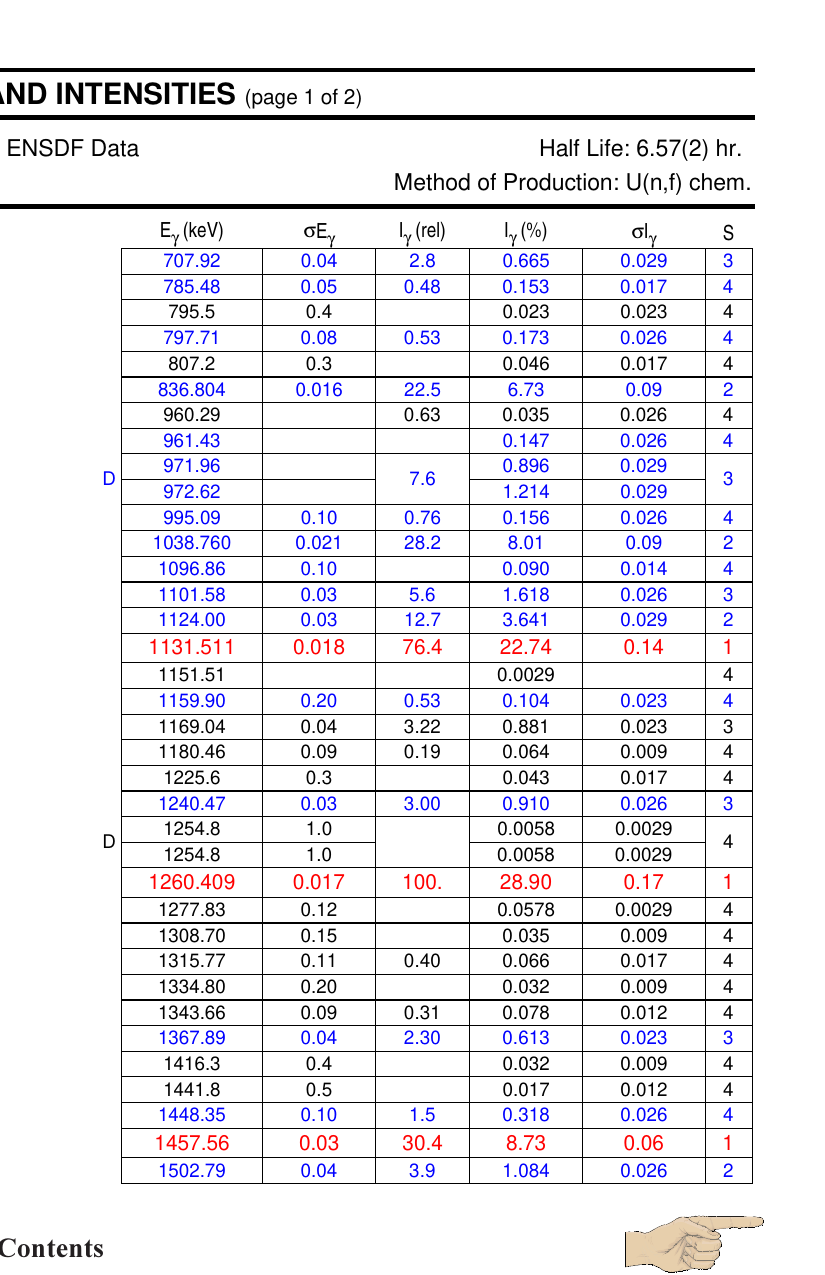 AND INTENSITIES (page 1 of 2)
ENSDF Data Half Life: 6.57(2) hr.
Method of Production: U(n,f) chem.
Eγ (keV) σEγ Iγ (rel) Iγ (%) σIγ S
707.92 0.04 2.8 0.665 0.029 3
785.48 0.05 0.48 0.153 0.017 4
795.5 0.4 0.023 0.023 4
797.71 0.08 0.53 0.173 0.026 4
807.2 0.3 0.046 0.017 4
836.804 0.016 22.5 6.73 0.09 2
960.29 0.63 0.035 0.026 4
961.43 0.147 0.026 4
D 971.96 7.6 0.896 0.029 3
972.62 1.214 0.029
995.09 0.10 0.76 0.156 0.026 4
1038.760 0.021 28.2 8.01 0.09 2
1096.86 0.10 0.090 0.014 4
1101.58 0.03 5.6 1.618 0.026 3
1124.00 0.03 12.7 3.641 0.029 2
1131.511 0.018 76.4 22.74 0.14 1
1151.51 0.0029 4
1159.90 0.20 0.53 0.104 0.023 4
1169.04 0.04 3.22 0.881 0.023 3
1180.46 0.09 0.19 0.064 0.009 4
1225.6 0.3 0.043 0.017 4
1240.47 0.03 3.00 0.910 0.026 3
D 1254.8 1.0 0.0058 0.0029 4
1254.8 1.0 0.0058 0.0029
1260.409 0.017 100. 28.90 0.17 1
1277.83 0.12 0.0578 0.0029 4
1308.70 0.15 0.035 0.009 4
1315.77 0.11 0.40 0.066 0.017 4
1334.80 0.20 0.032 0.009 4
1343.66 0.09 0.31 0.078 0.012 4
1367.89 0.04 2.30 0.613 0.023 3
1416.3 0.4 0.032 0.009 4
1441.8 0.5 0.017 0.012 4
1448.35 0.10 1.5 0.318 0.026 4
1457.56 0.03 30.4 8.73 0.06 1
1502.79 0.04 3.9 1.084 0.026 2
Contents